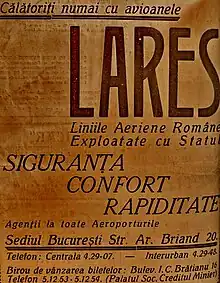 Călătoriți numai cu avioanele
LARES
Liniile Aeriene Române
Exploatate cu Statul
SIGURANȚA
CONFORT
RAPIDITATE
Agenții la toate Aeroporturile
Sediul București Str. Ar. Briand 20.
Telefon: Centrala 4.29-07. — Interurban 4.29-45.
Birou de vânzarea biletelor: Bulev. I. C. Brătianu 16
Telefon 5.12.53-5.12.54. (Palatul Soc. Creditul Minier)